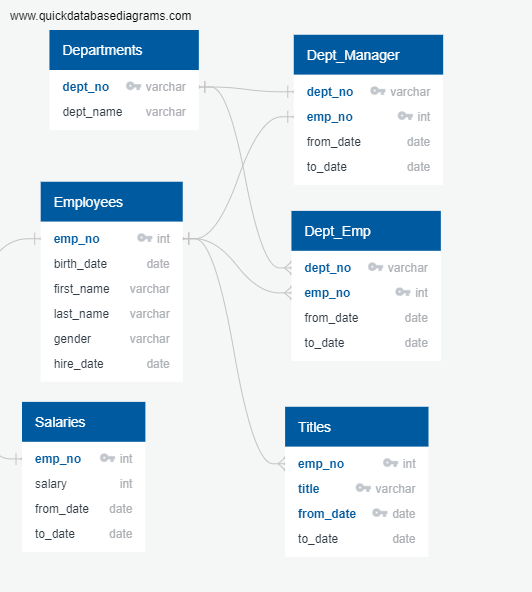 www.quickdatabasediagrams.com
Departments
dept_no varchar
dept_name varchar
Dept_Manager
dept_no varchar
emp_no int
from_date date
to_date date
Employees
emp_no int
birth_date date
first_name varchar
last_name varchar
gender varchar
hire_date date
Dept_Emp
dept_no varchar
emp_no int
from_date date
to_date date
Salaries
emp_no int
salary int
from_date date
to_date date
Titles
emp_no int
title varchar
from_date date
to_date date